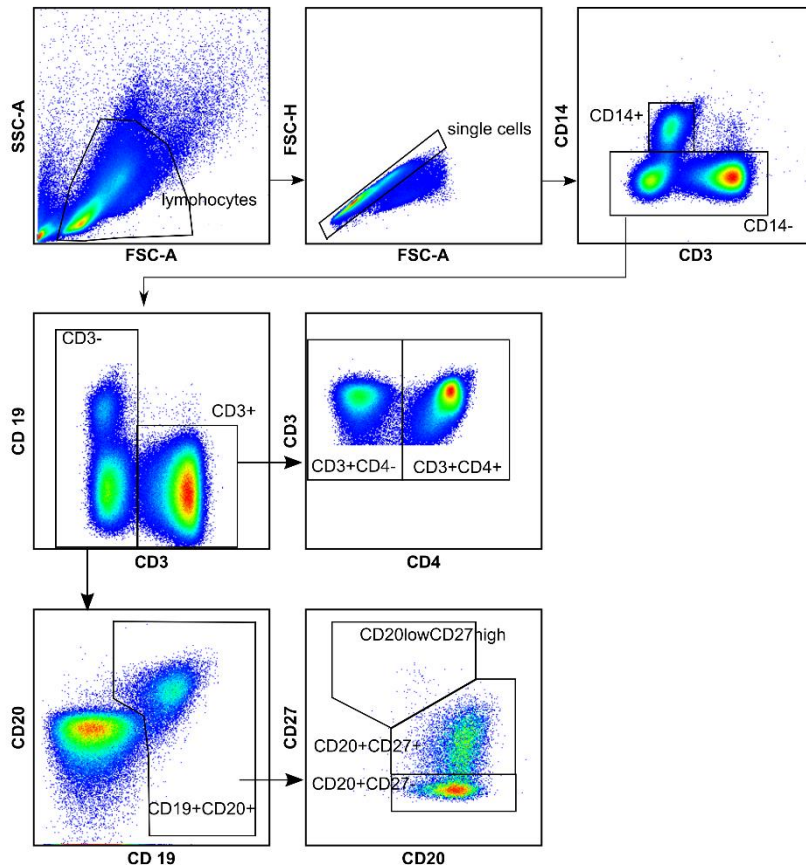 SSC-A
lymphocytes
FSC-A
FSC-H
single cells
FSC-A
CD14
CD14+
CD14-
CD3
CD 19
CD3-
CD3+
CD3
CD3
CD3+CD4-
CD3+CD4+
CD4
CD20
CD19+CD20+
CD 19
CD27
CD20lowCD27high
CD20+CD27+
CD20+CD27-
CD20